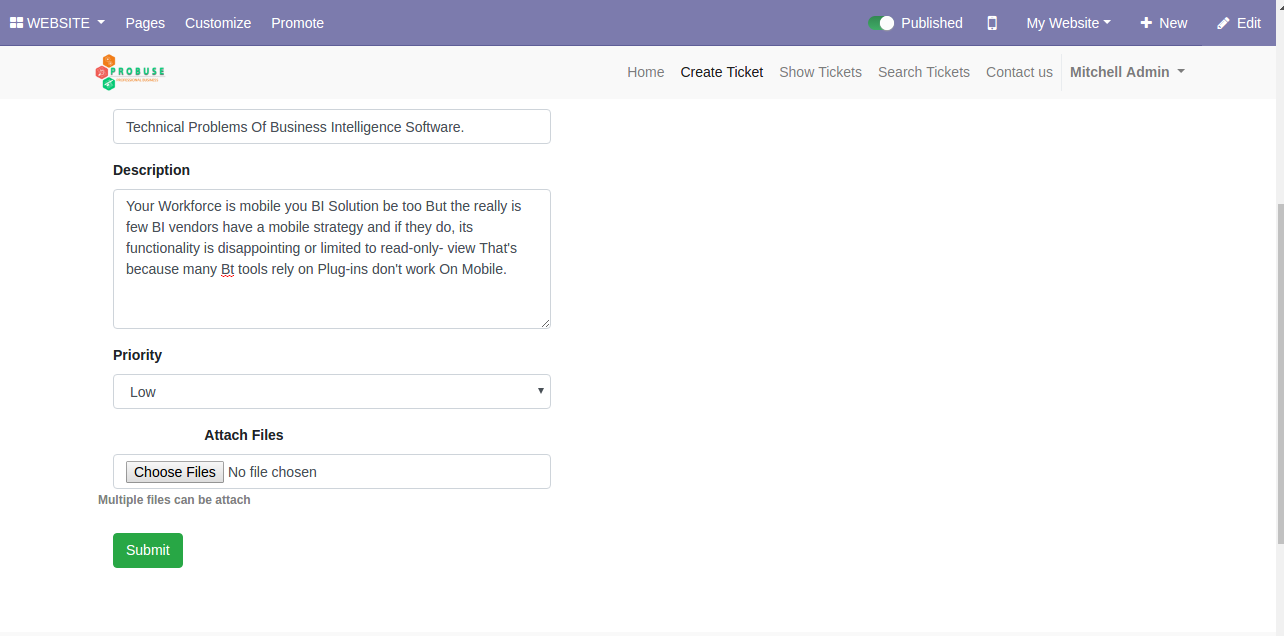 WEBSITE Pages Customize Promote Published My Website New Edit
PROBUSE
Home Create Ticket Show Tickets Search Tickets Contact us Mitchell Admin
Technical Problems Of Business Intelligence Software.
Description
Your Workforce is mobile you BI Solution be too But the really is
few BI vendors have a mobile strategy and if they do, its
functionality is disappointing or limited to read-only- view That's
because many Bt tools rely on Plug-ins don't work On Mobile.
Priority
Low
Attach Files
Choose Files No file chosen
Multiple files can be attach
Submit